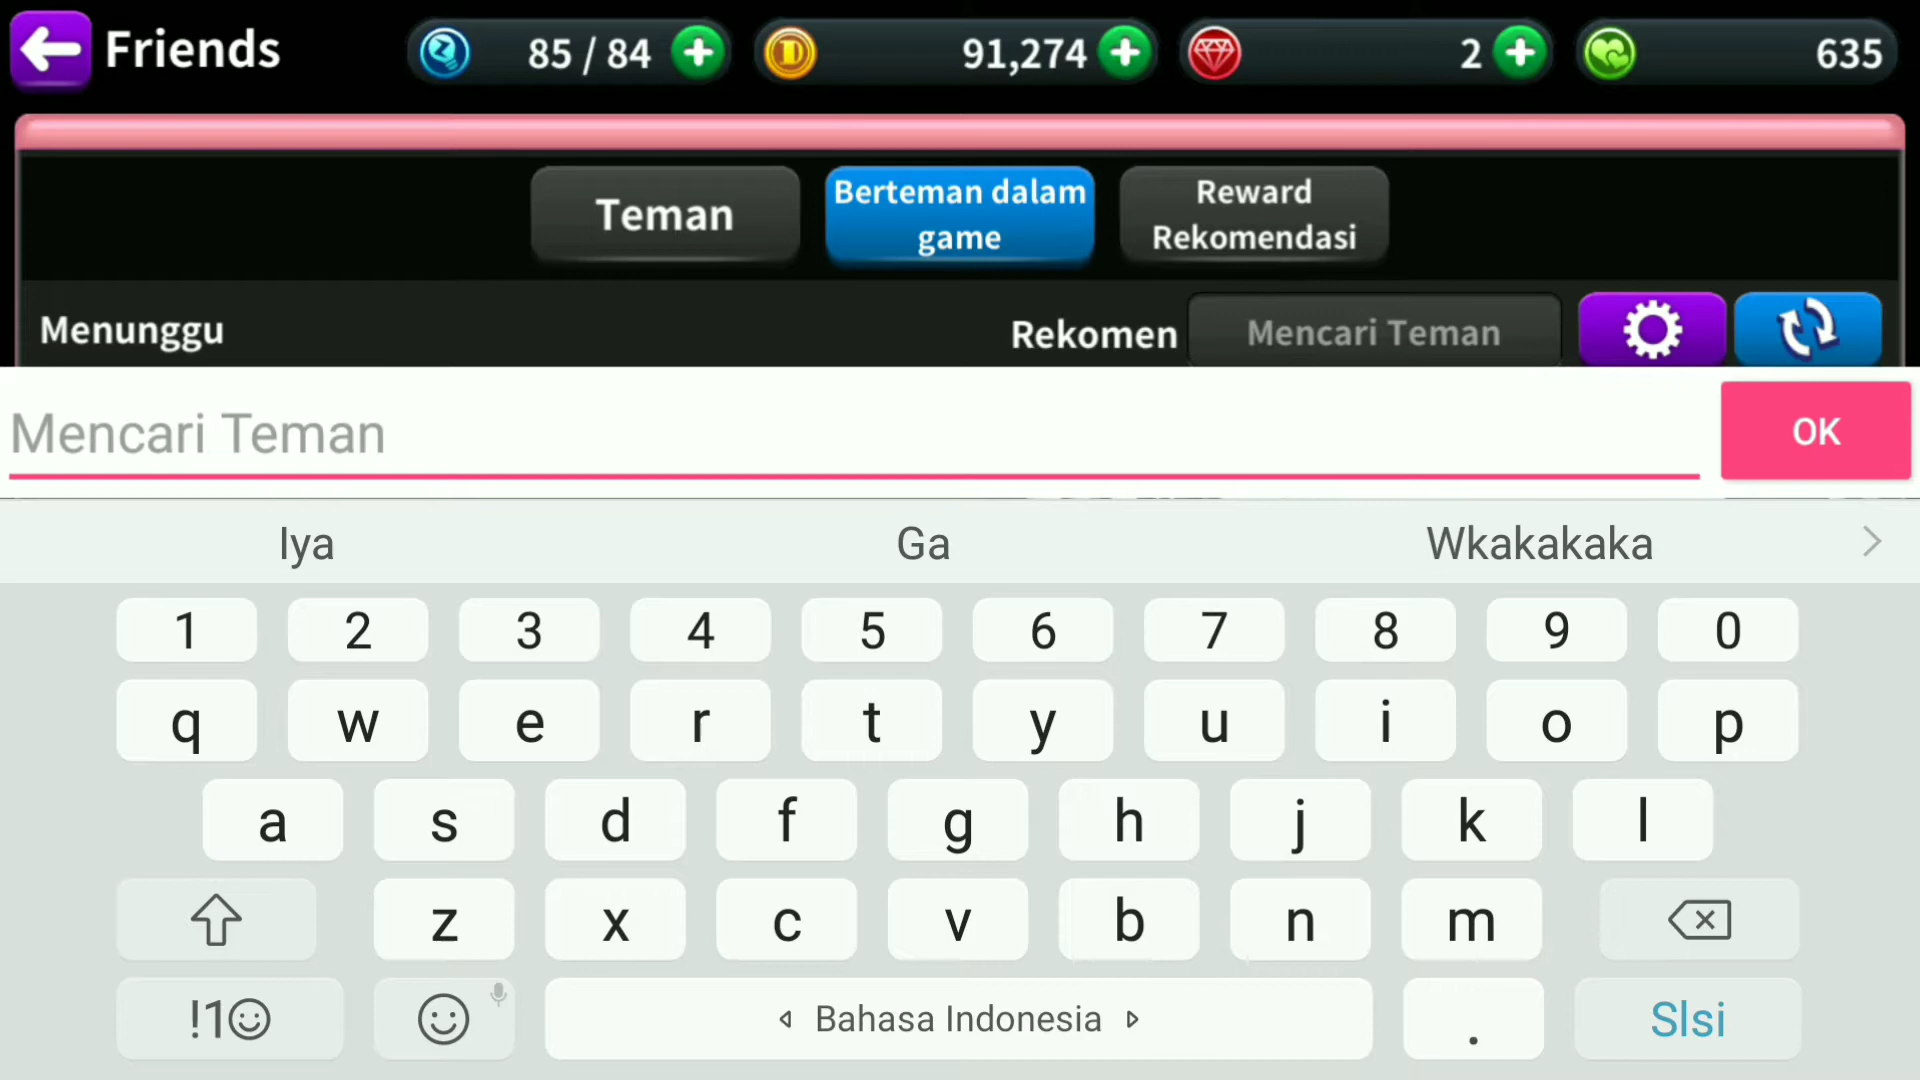 Friends
85 / 84
91,274
2
635
Teman
Berteman dalam
game
Reward
Rekomendasi
Menunggu
Rekomen
Mencari Teman
Mencari Teman
OK
Iya
Ga
Wkakakaka
1 2 3 4 5 6 7 8 9 0
q w e r t y u i o p
a s d f g h j k l
z x c v b n m
!1
Bahasa Indonesia
.
Slsi